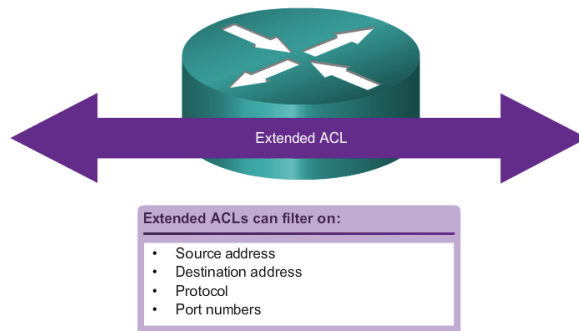 Extended ACL
Extended ACLs can filter on:
• Source address
• Destination address
• Protocol
• Port numbers